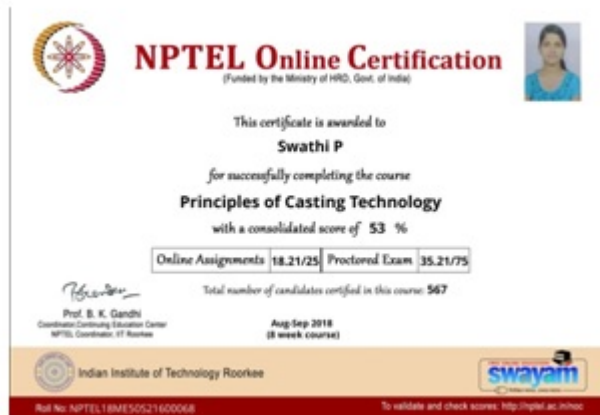 NPTEL Online Certification
(Funded by the Ministry of HRD, Govt. of India)
This certificate is awarded to
Swathi P
for successfully completing the course
Principles of Casting Technology
with a consolidated score of 53 %
Online Assignments 18.21/25 Proctored Exam 35.21/75
Total number of candidates certified in this course: 567
Prof. B. K. Gandhi
Coordinator,Continuing Education Center
NPTEL Coordinator, IIT Roorkee
Aug-Sep 2018
(8 week course)
Indian Institute of Technology Roorkee
swayam
Roll No: NPTEL18ME50S21600068
To validate and check scores: http://nptel.ac.in/noc